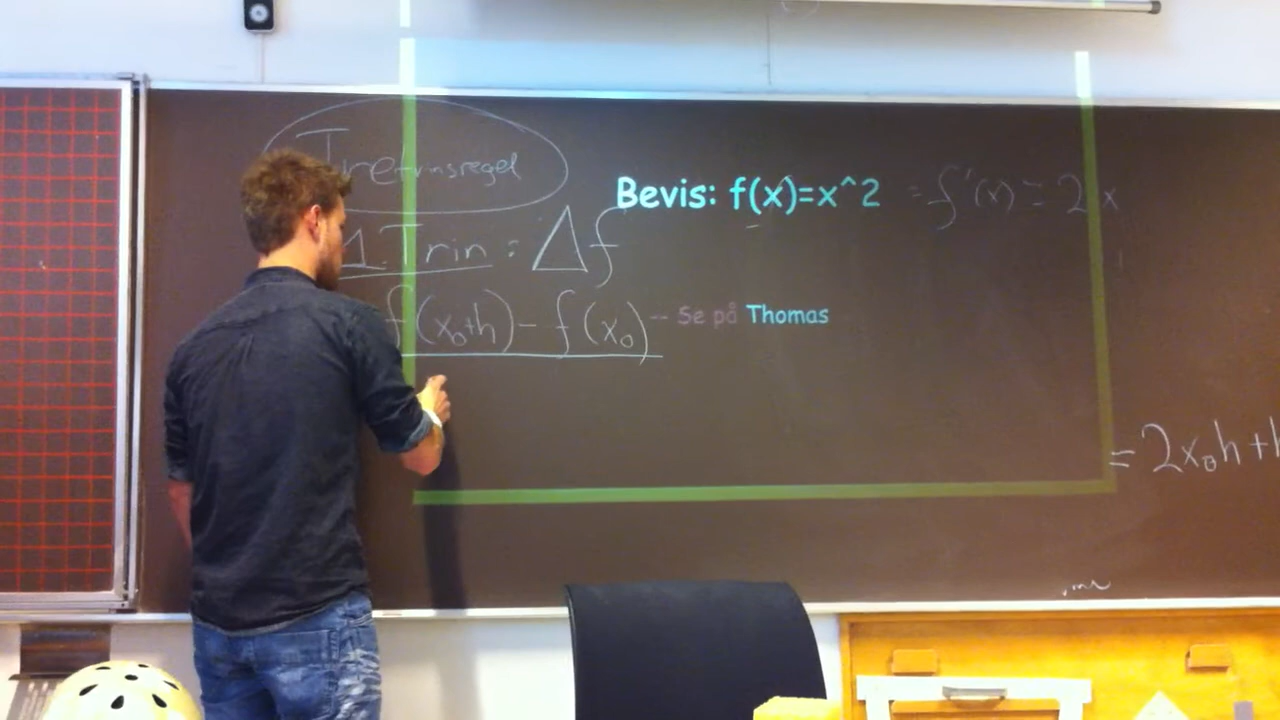 Tretrinsregel
Bevis: f(x)=x^2 = f'(x) = 2x
1. Trin : Δf
f(x₀+h) - f(x₀) -- Se på Thomas
= 2x₀h+h